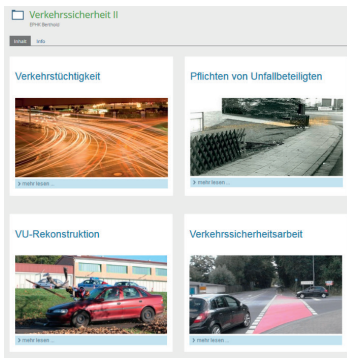 Verkehrssicherheit II
EPHK Berthold
Inhalt Info
Verkehrstüchtigkeit
> mehr lesen ...
Pflichten von Unfallbeteiligten
> mehr lesen ...
VU-Rekonstruktion
> mehr lesen ...
Verkehrssicherheitsarbeit
> mehr lesen ...